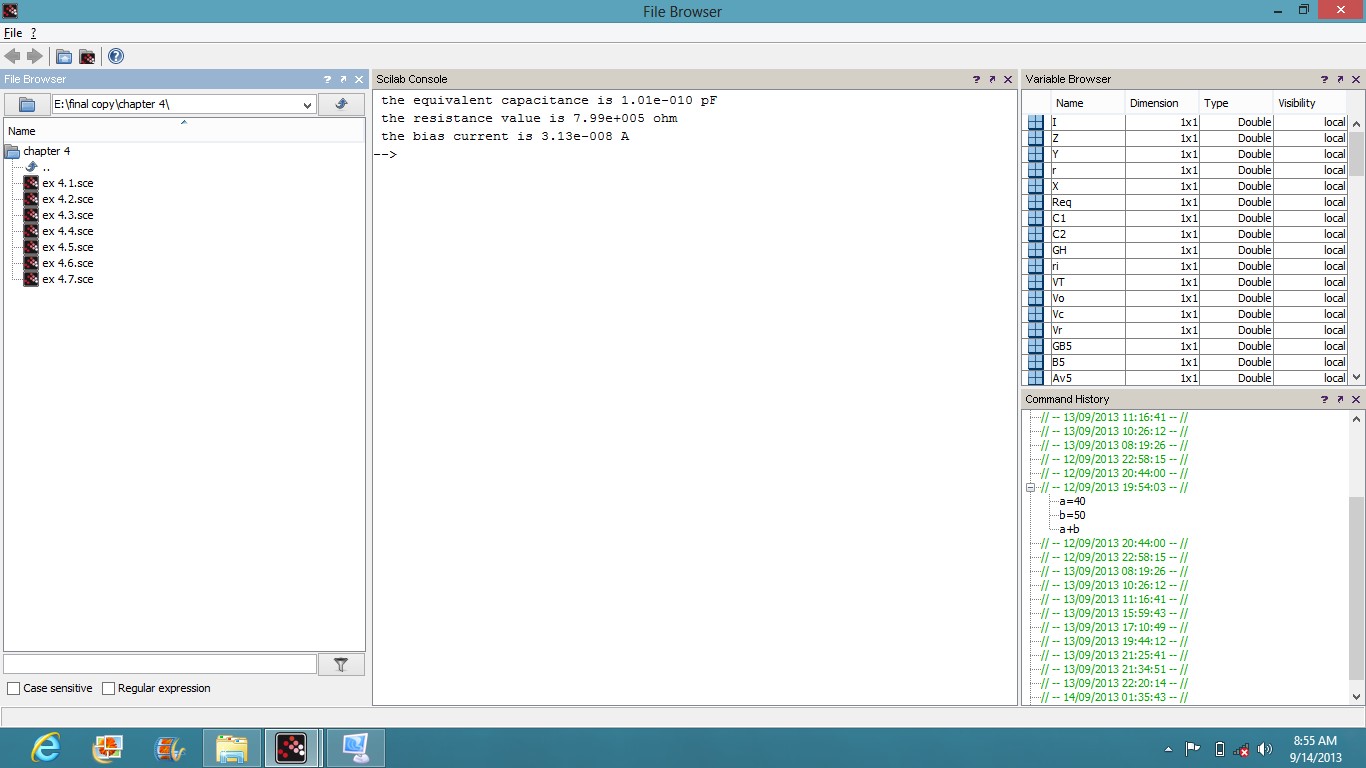 File Browser
File ?
File Browser
E:\final copy\chapter 4\
Name
chapter 4
..
ex 4.1.sce
ex 4.2.sce
ex 4.3.sce
ex 4.4.sce
ex 4.5.sce
ex 4.6.sce
ex 4.7.sce
Case sensitive Regular expression
Scilab Console
the equivalent capacitance is 1.01e-010 pF
the resistance value is 7.99e+005 ohm
the bias current is 3.13e-008 A
-->
Variable Browser
Name Dimension Type Visibility
I 1x1 Double local
Z 1x1 Double local
Y 1x1 Double local
r 1x1 Double local
X 1x1 Double local
Req 1x1 Double local
C1 1x1 Double local
C2 1x1 Double local
GH 1x1 Double local
ri 1x1 Double local
VT 1x1 Double local
Vo 1x1 Double local
Vc 1x1 Double local
Vr 1x1 Double local
GB5 1x1 Double local
B5 1x1 Double local
Av5 1x1 Double local
Command History
// -- 13/09/2013 11:16:41 -- //
// -- 13/09/2013 10:26:12 -- //
// -- 13/09/2013 08:19:26 -- //
// -- 12/09/2013 22:58:15 -- //
// -- 12/09/2013 20:44:00 -- //
// -- 12/09/2013 19:54:03 -- //
a=40
b=50
a+b
// -- 12/09/2013 20:44:00 -- //
// -- 12/09/2013 22:58:15 -- //
// -- 13/09/2013 08:19:26 -- //
// -- 13/09/2013 10:26:12 -- //
// -- 13/09/2013 11:16:41 -- //
// -- 13/09/2013 15:59:43 -- //
// -- 13/09/2013 17:10:49 -- //
// -- 13/09/2013 19:44:12 -- //
// -- 13/09/2013 21:25:41 -- //
// -- 13/09/2013 21:34:51 -- //
// -- 13/09/2013 22:20:14 -- //
// -- 14/09/2013 01:35:43 -- //
8:55 AM
9/14/2013